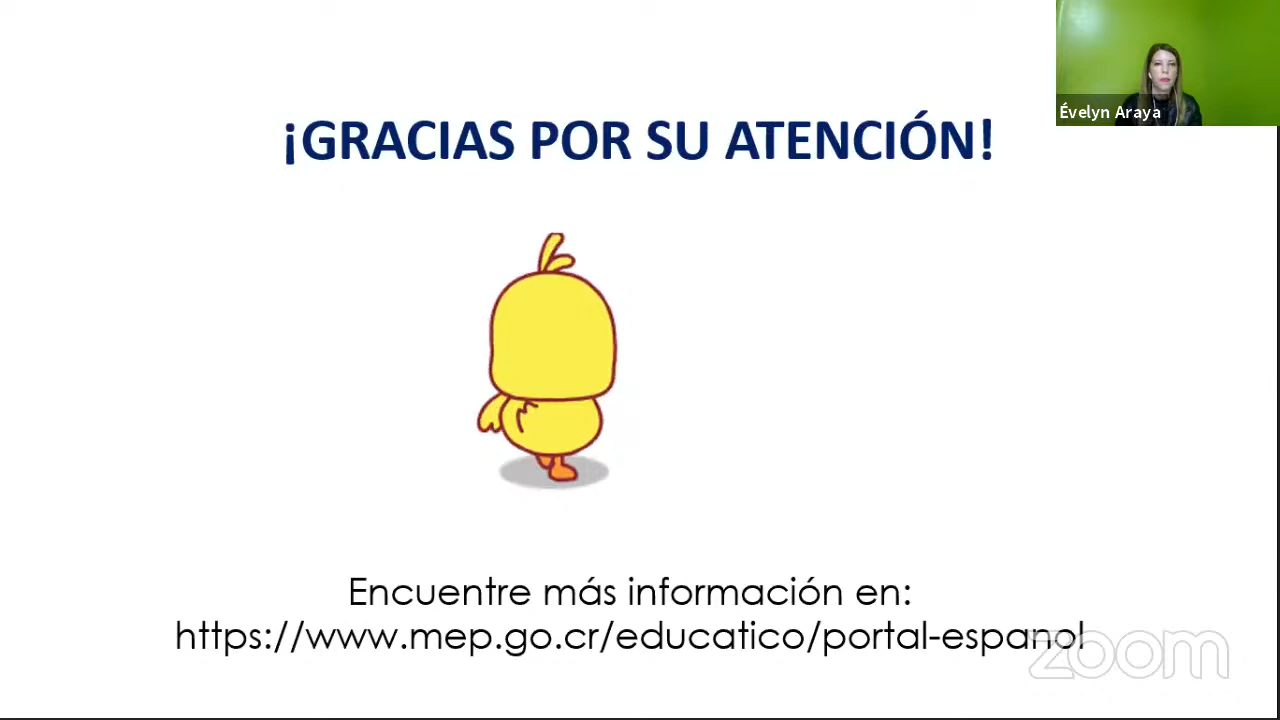 Évelyn Araya
¡GRACIAS POR SU ATENCIÓN!
Encuentre más información en:
https://www.mep.go.cr/educatico/portal-espanol
zoom